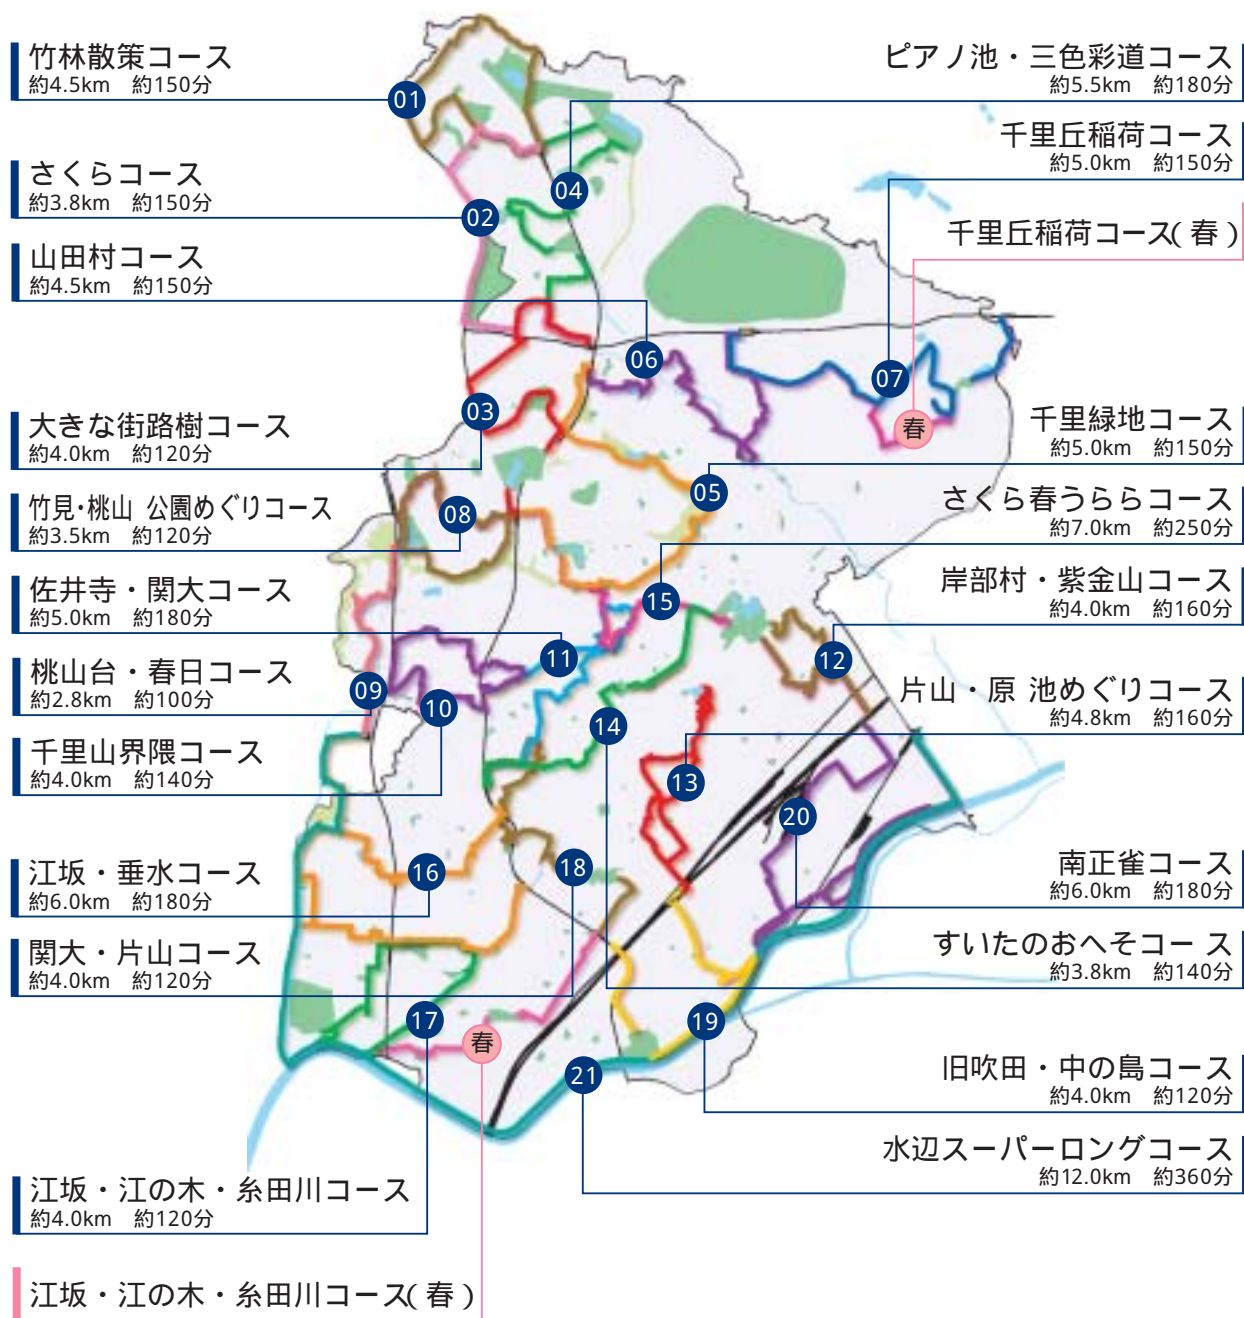 竹林散策コース
約4.5km 約150分
01
さくらコース
約3.8km 約150分
02
山田村コース
約4.5km 約150分
06
大きな街路樹コース
約4.0km 約120分
03
竹見・桃山 公園めぐりコース
約3.5km 約120分
08
佐井寺・関大コース
約5.0km 約180分
11
桃山台・春日コース
約2.8km 約100分
09
千里山界隈コース
約4.0km 約140分
10
江坂・垂水コース
約6.0km 約180分
16
関大・片山コース
約4.0km 約120分
18
江坂・江の木・糸田川コース
約4.0km 約120分
17
江坂・江の木・糸田川コース(春)
春
ピアノ池・三色彩道コース
約5.5km 約180分
04
千里丘稲荷コース
約5.0km 約150分
07
千里丘稲荷コース(春)
春
千里緑地コース
約5.0km 約150分
05
さくら春うららコース
約7.0km 約250分
15
岸部村・紫金山コース
約4.0km 約160分
12
片山・原 池めぐりコース
約4.8km 約160分
13
南正雀コース
約6.0km 約180分
20
すいたのおへそコース
約3.8km 約140分
14
旧吹田・中の島コース
約4.0km 約120分
19
水辺スーパーロングコース
約12.0km 約360分
21